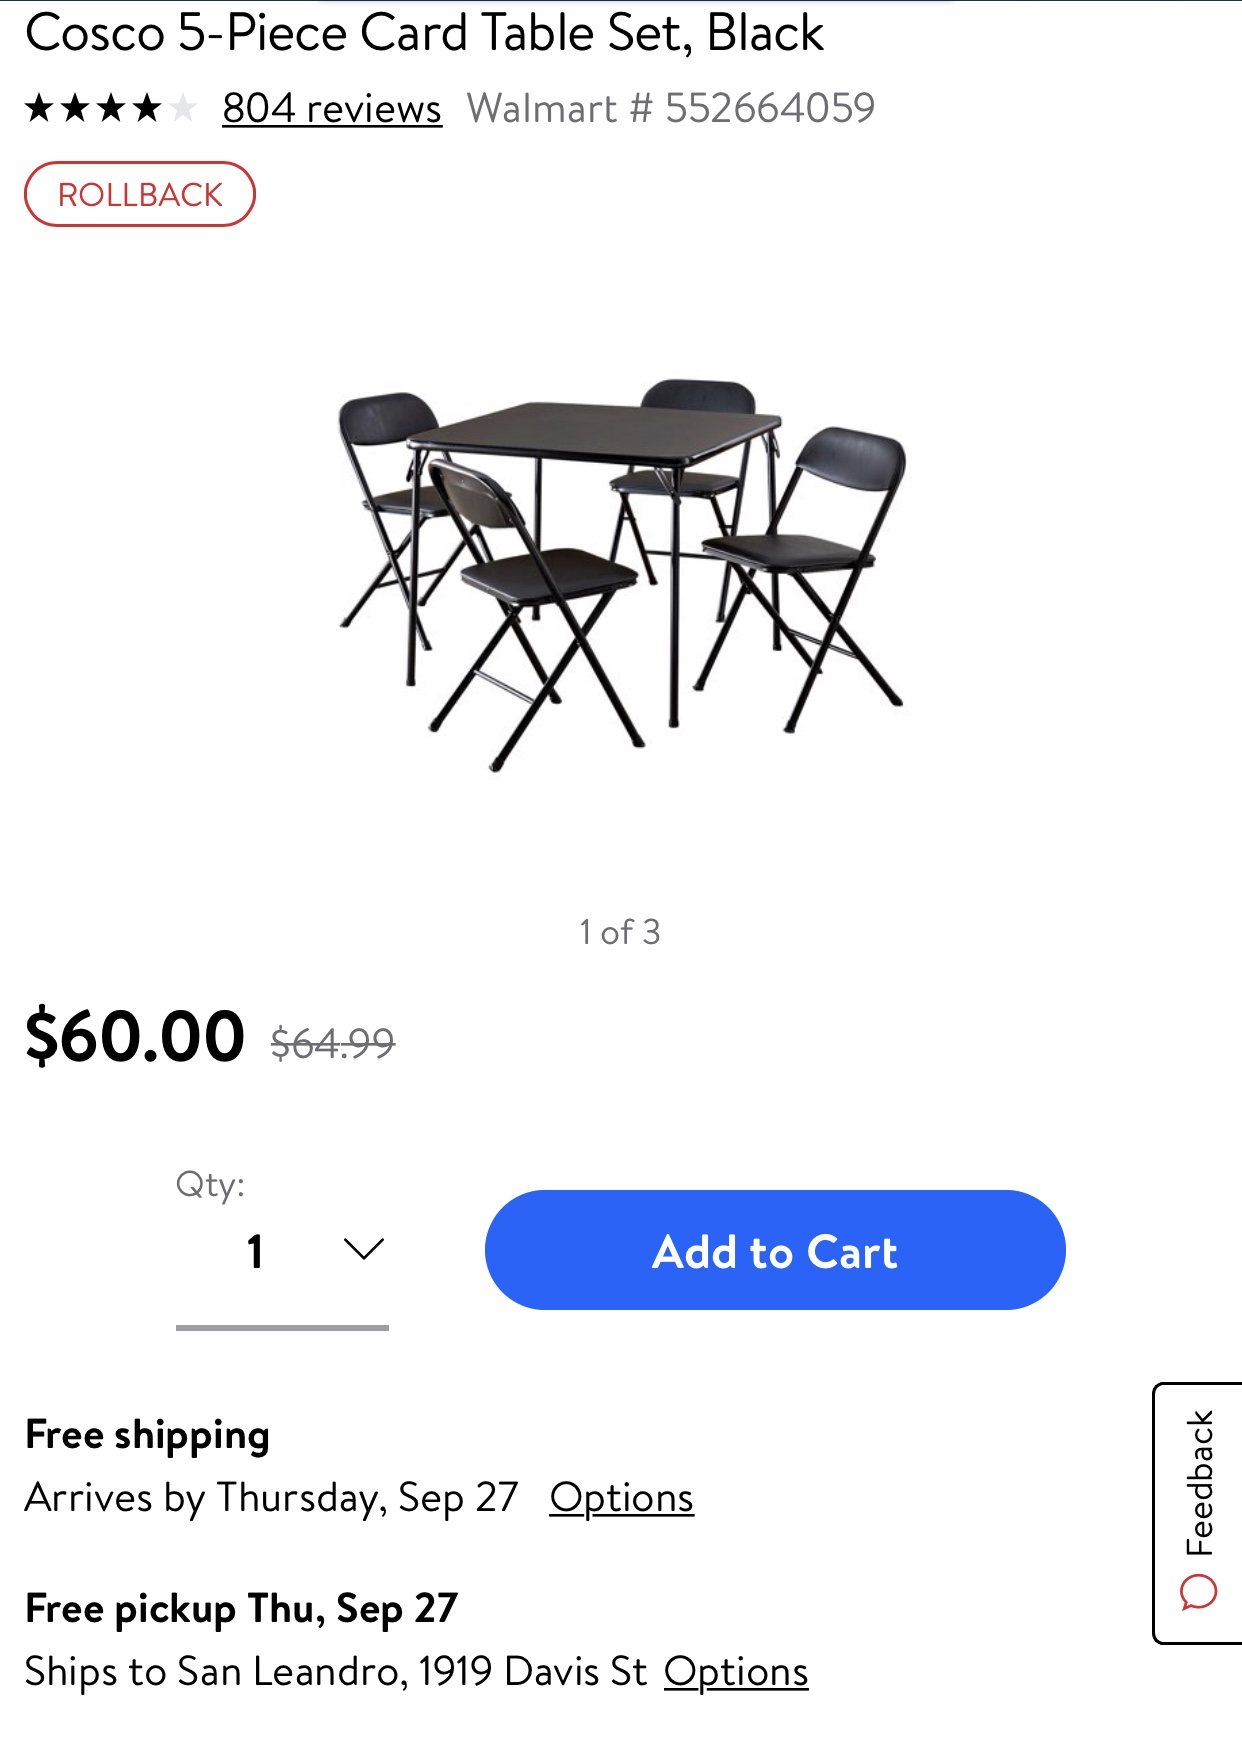 Cosco 5-Piece Card Table Set, Black
804 reviews Walmart # 552664059
ROLLBACK
1 of 3
$60.00 $64.99
Qty:
1
Add to Cart
Free shipping
Arrives by Thursday, Sep 27 Options
Feedback
Free pickup Thu, Sep 27
Ships to San Leandro, 1919 Davis St Options